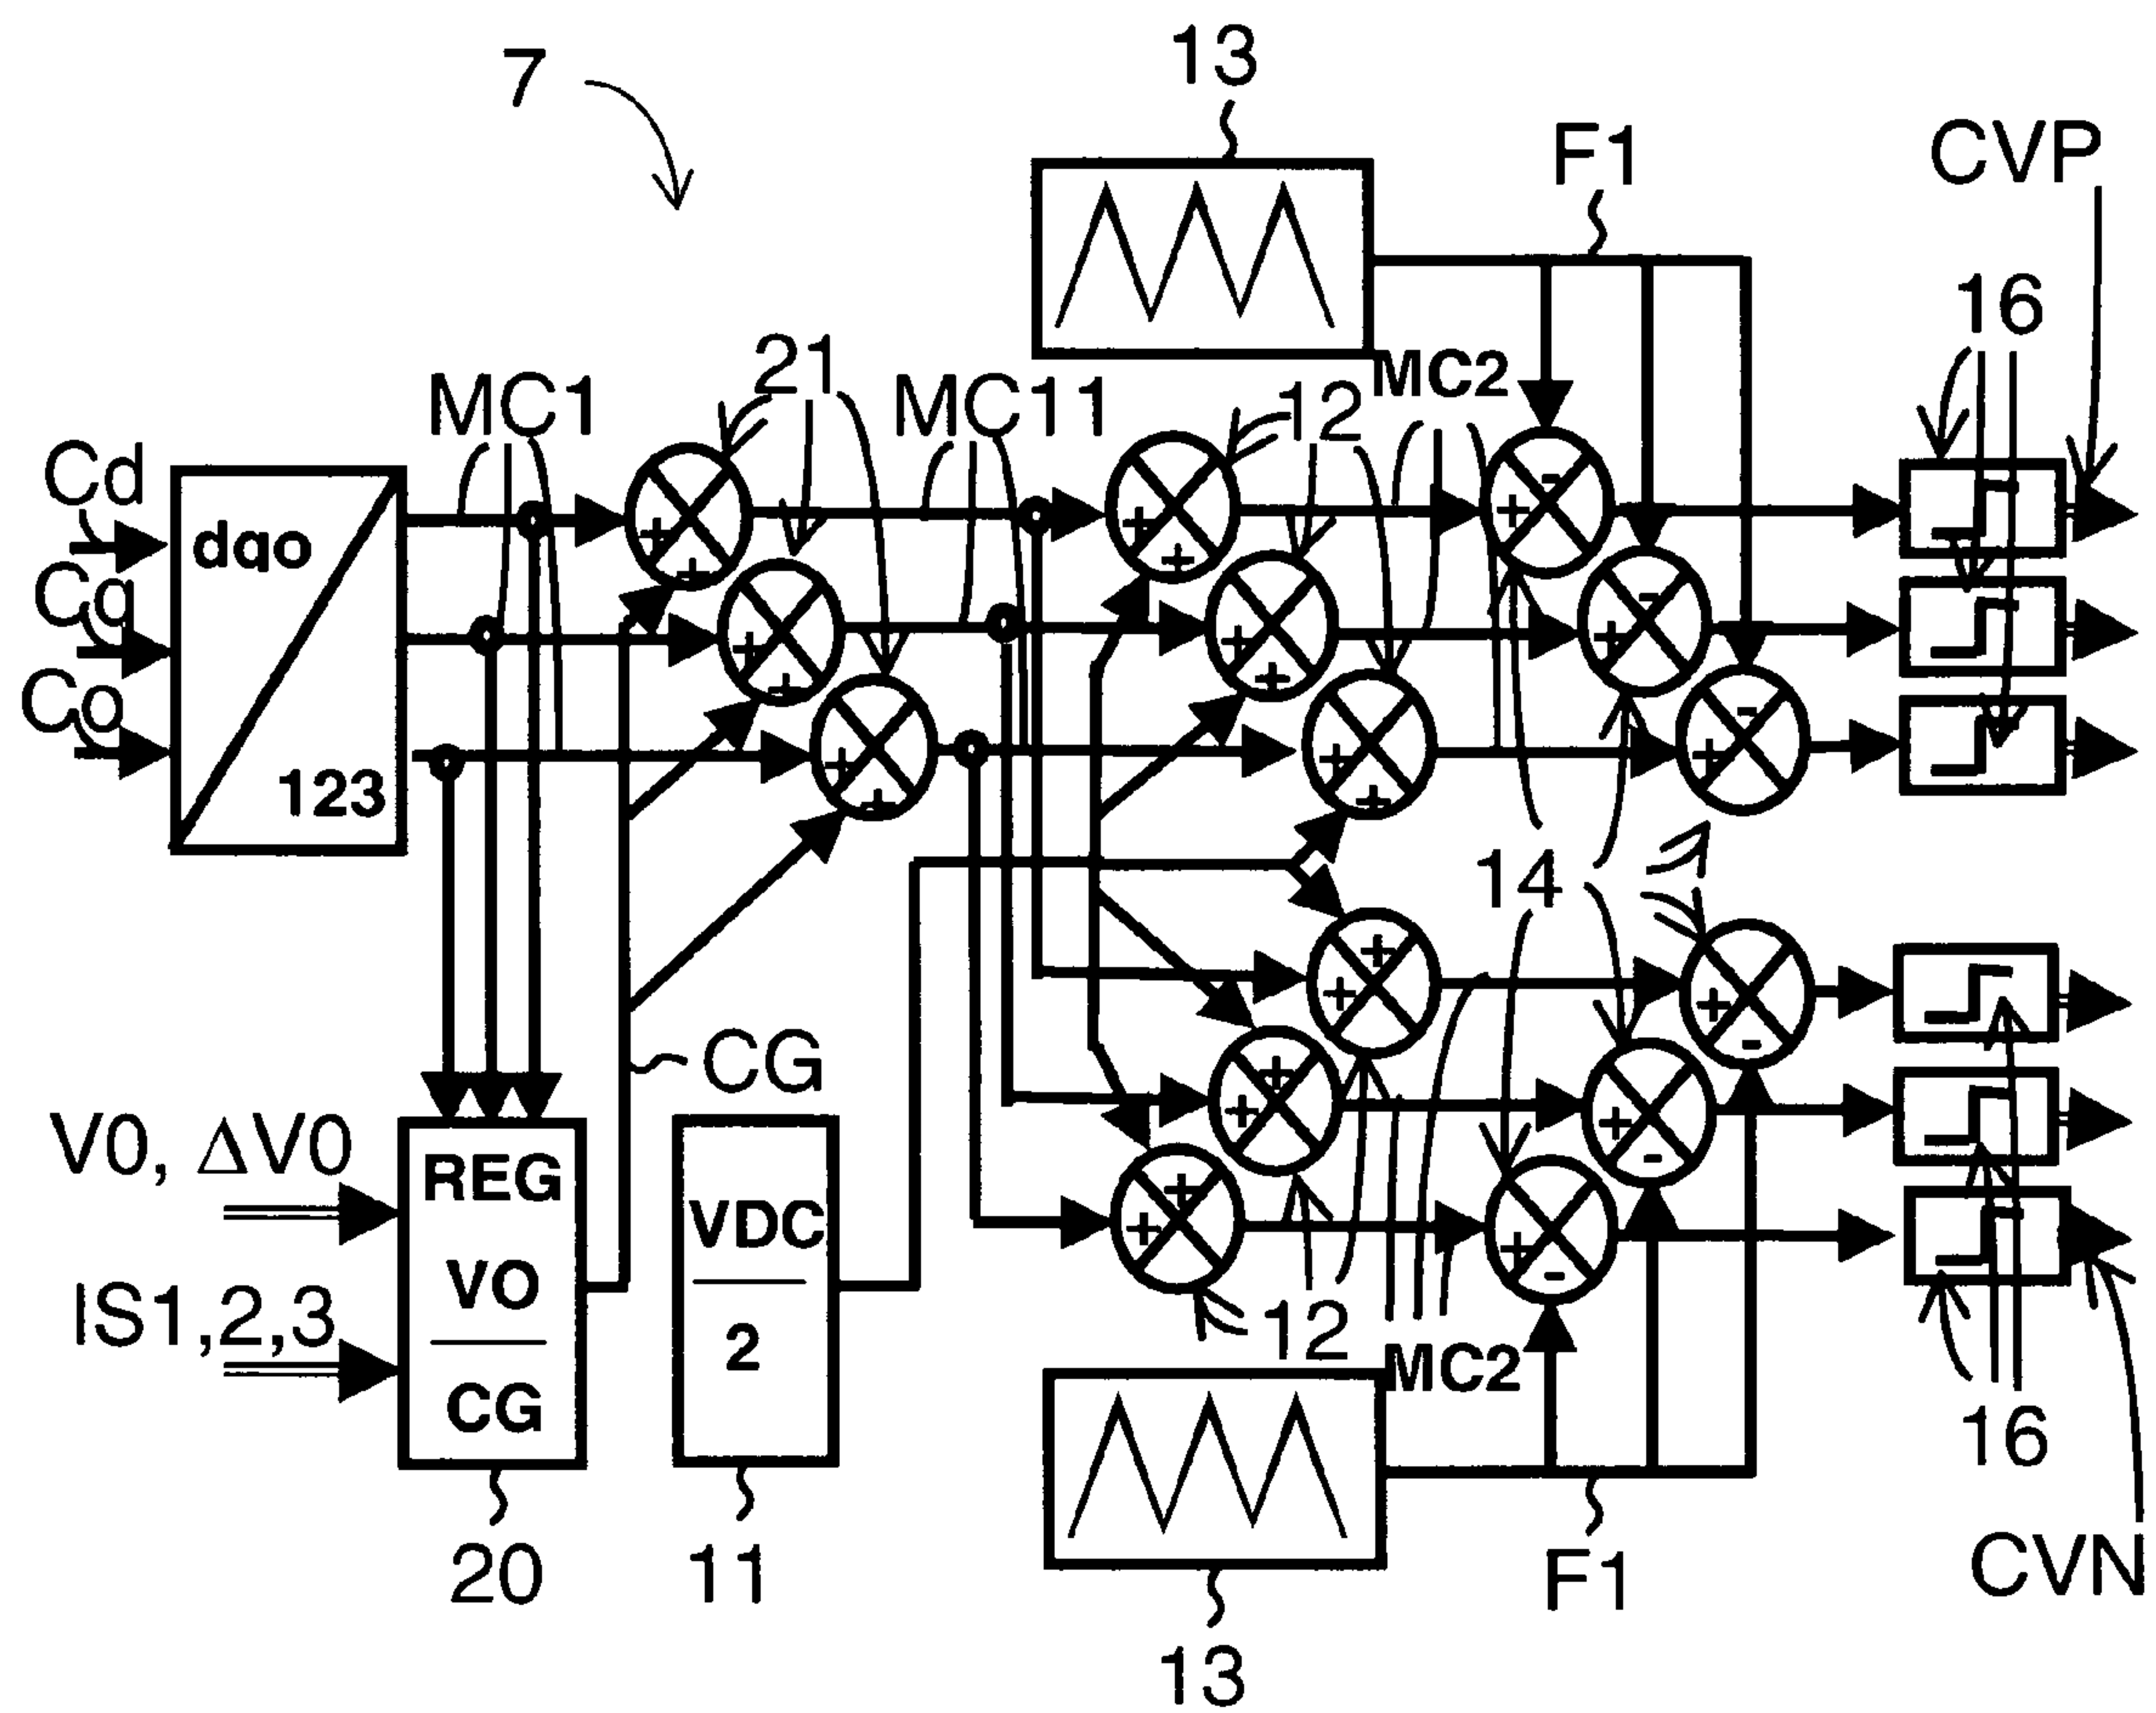 13
7
F1
CVP
16
21
MC2
MC1
MC11
12
Cd
dqo
Cq
Co
123
14
CG
V0, ΔV0
REG
VDC
VO
IS1,2,3
2
12
MC2
CG
16
20
11
F1
CVN
13